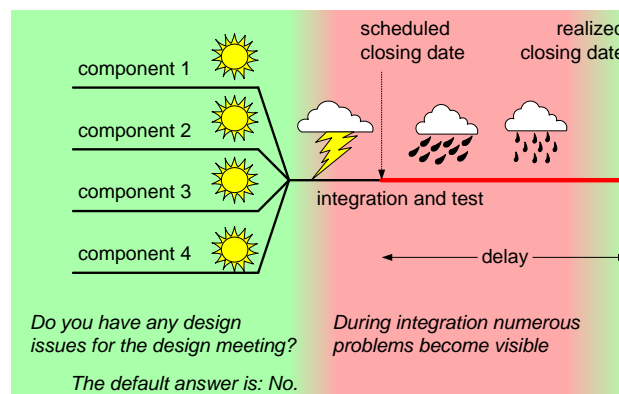 scheduled
closing date
realized
closing date
component 1
component 2
component 3
component 4
integration and test
delay
Do you have any design
issues for the design meeting?
The default answer is: No.
During integration numerous
problems become visible